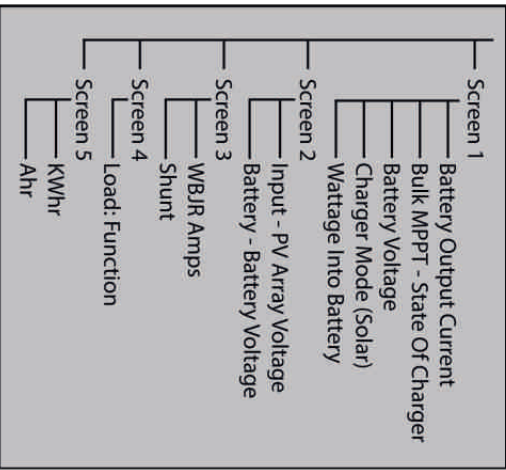 Screen 1
Battery Output Current
Bulk MPPT - State Of Charger
Battery Voltage
Charger Mode (Solar)
Wattage Into Battery
Screen 2
Input - PV Array Voltage
Battery - Battery Voltage
Screen 3
WBJR Amps
Shunt
Screen 4
Load: Function
Screen 5
KWhr
Ahr